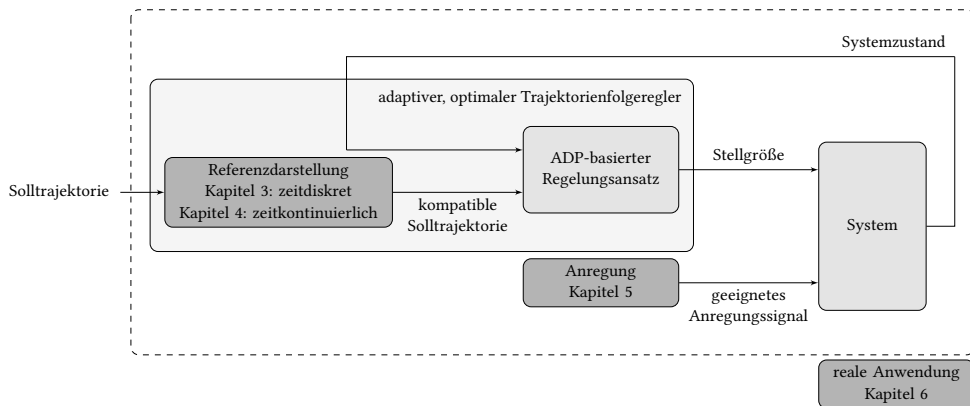 Systemzustand
adaptiver, optimaler Trajektorienfolgeregler
ADP-basierter
Regelungsansatz
Stellgröße
Referenzdarstellung
Kapitel 3: zeitdiskret
Kapitel 4: zeitkontinuierlich
Solltrajektorie
kompatible
Solltrajektorie
System
Anregung
Kapitel 5
geeignetes
Anregungssignal
reale Anwendung
Kapitel 6